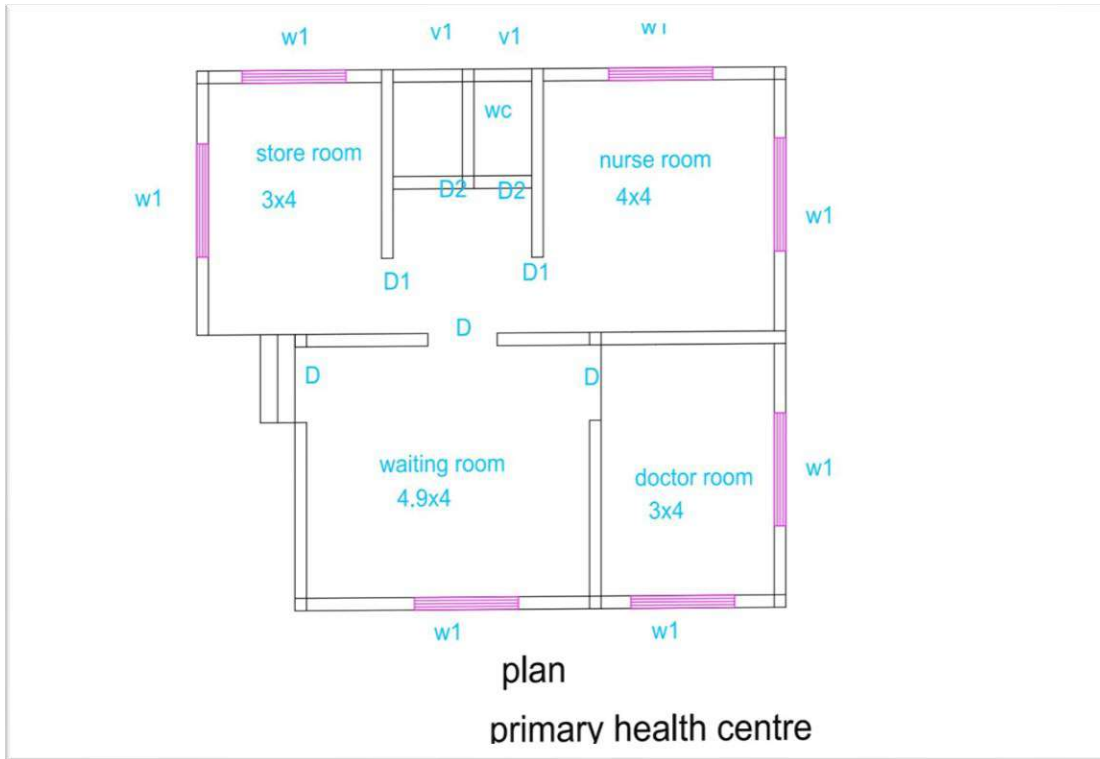 w1
v1
v1
w1
wc
store room
3x4
nurse room
4x4
w1
w1
D2
D2
D1
D1
D
D
D
waiting room
4.9x4
doctor room
3x4
w1
w1
w1
plan
primary health centre